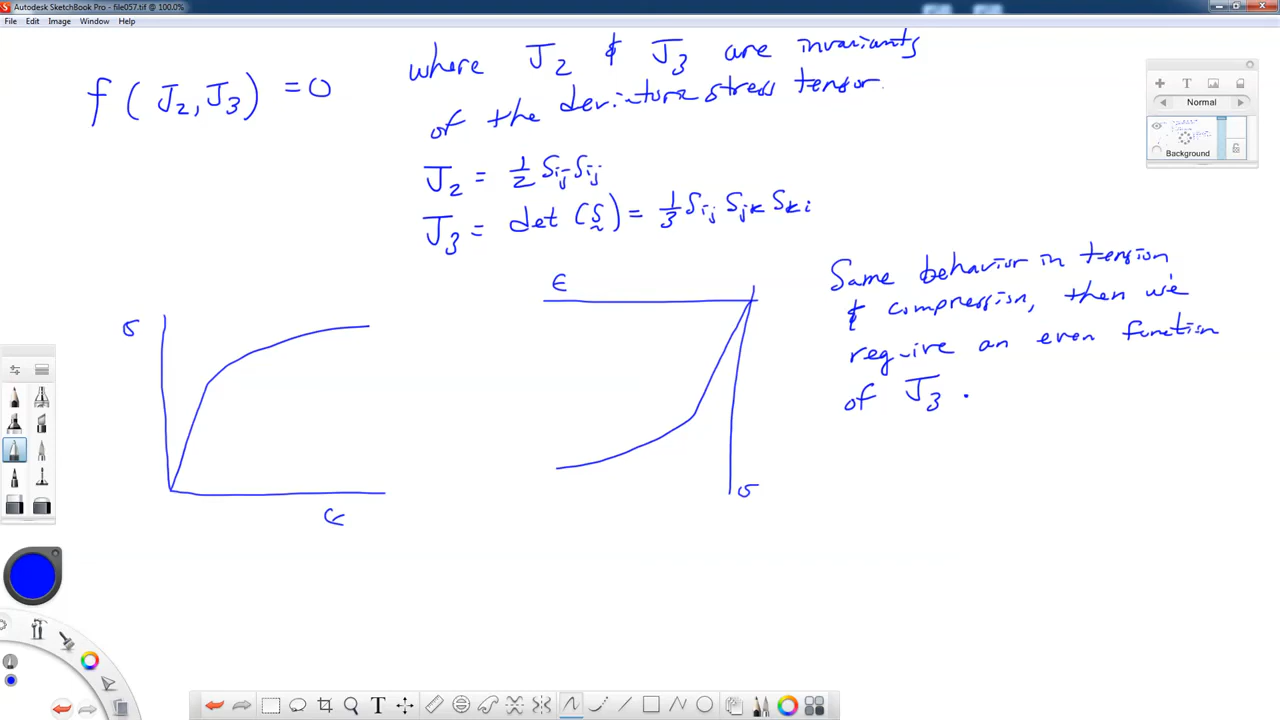 Autodesk SketchBook Pro - file057.tif @ 100.0%
File Edit Image Window Help
f ( J2, J3 ) = 0
where J2 & J3 are invariants
of the deviatoric stress tensor.
J2 = 1/2 Sij Sij
J3 = det (S) = 1/3 Sij Sjk Ski
Same behavior in tension
& compression, then we
require an even function
of J3.
σ
ε
ε
σ
T
Normal
Background
T